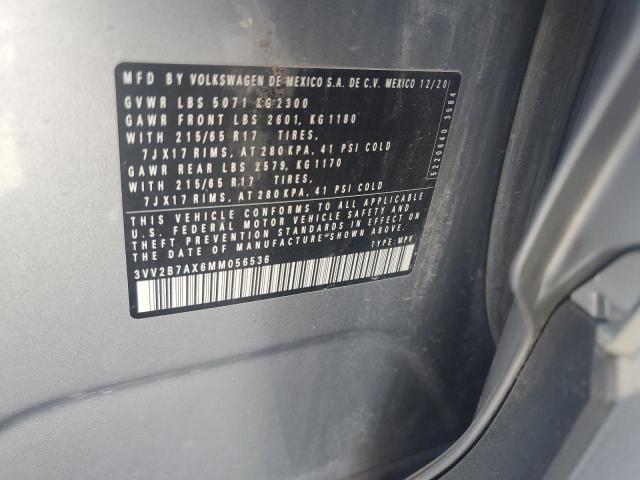 MFD BY VOLKSWAGEN DE MEXICO S.A. DE C.V. MEXICO 12/20
GVWR LBS 5071 KG 2300
GAWR FRONT LBS 2601, KG 1180
WITH 215/65 R17 TIRES,
7JX17 RIMS, AT 280 KPA, 41 PSI COLD
GAWR REAR LBS 2579, KG 1170
WITH 215/65 R17 TIRES,
7JX17 RIMS, AT 280 KPA, 41 PSI COLD
THIS VEHICLE CONFORMS TO ALL APPLICABLE
U.S. FEDERAL MOTOR VEHICLE SAFETY AND
THEFT PREVENTION STANDARDS IN EFFECT ON
THE DATE OF MANUFACTURE SHOWN ABOVE.
3VV2B7AX6MM056536 TYPE: MPV
5220640 3584